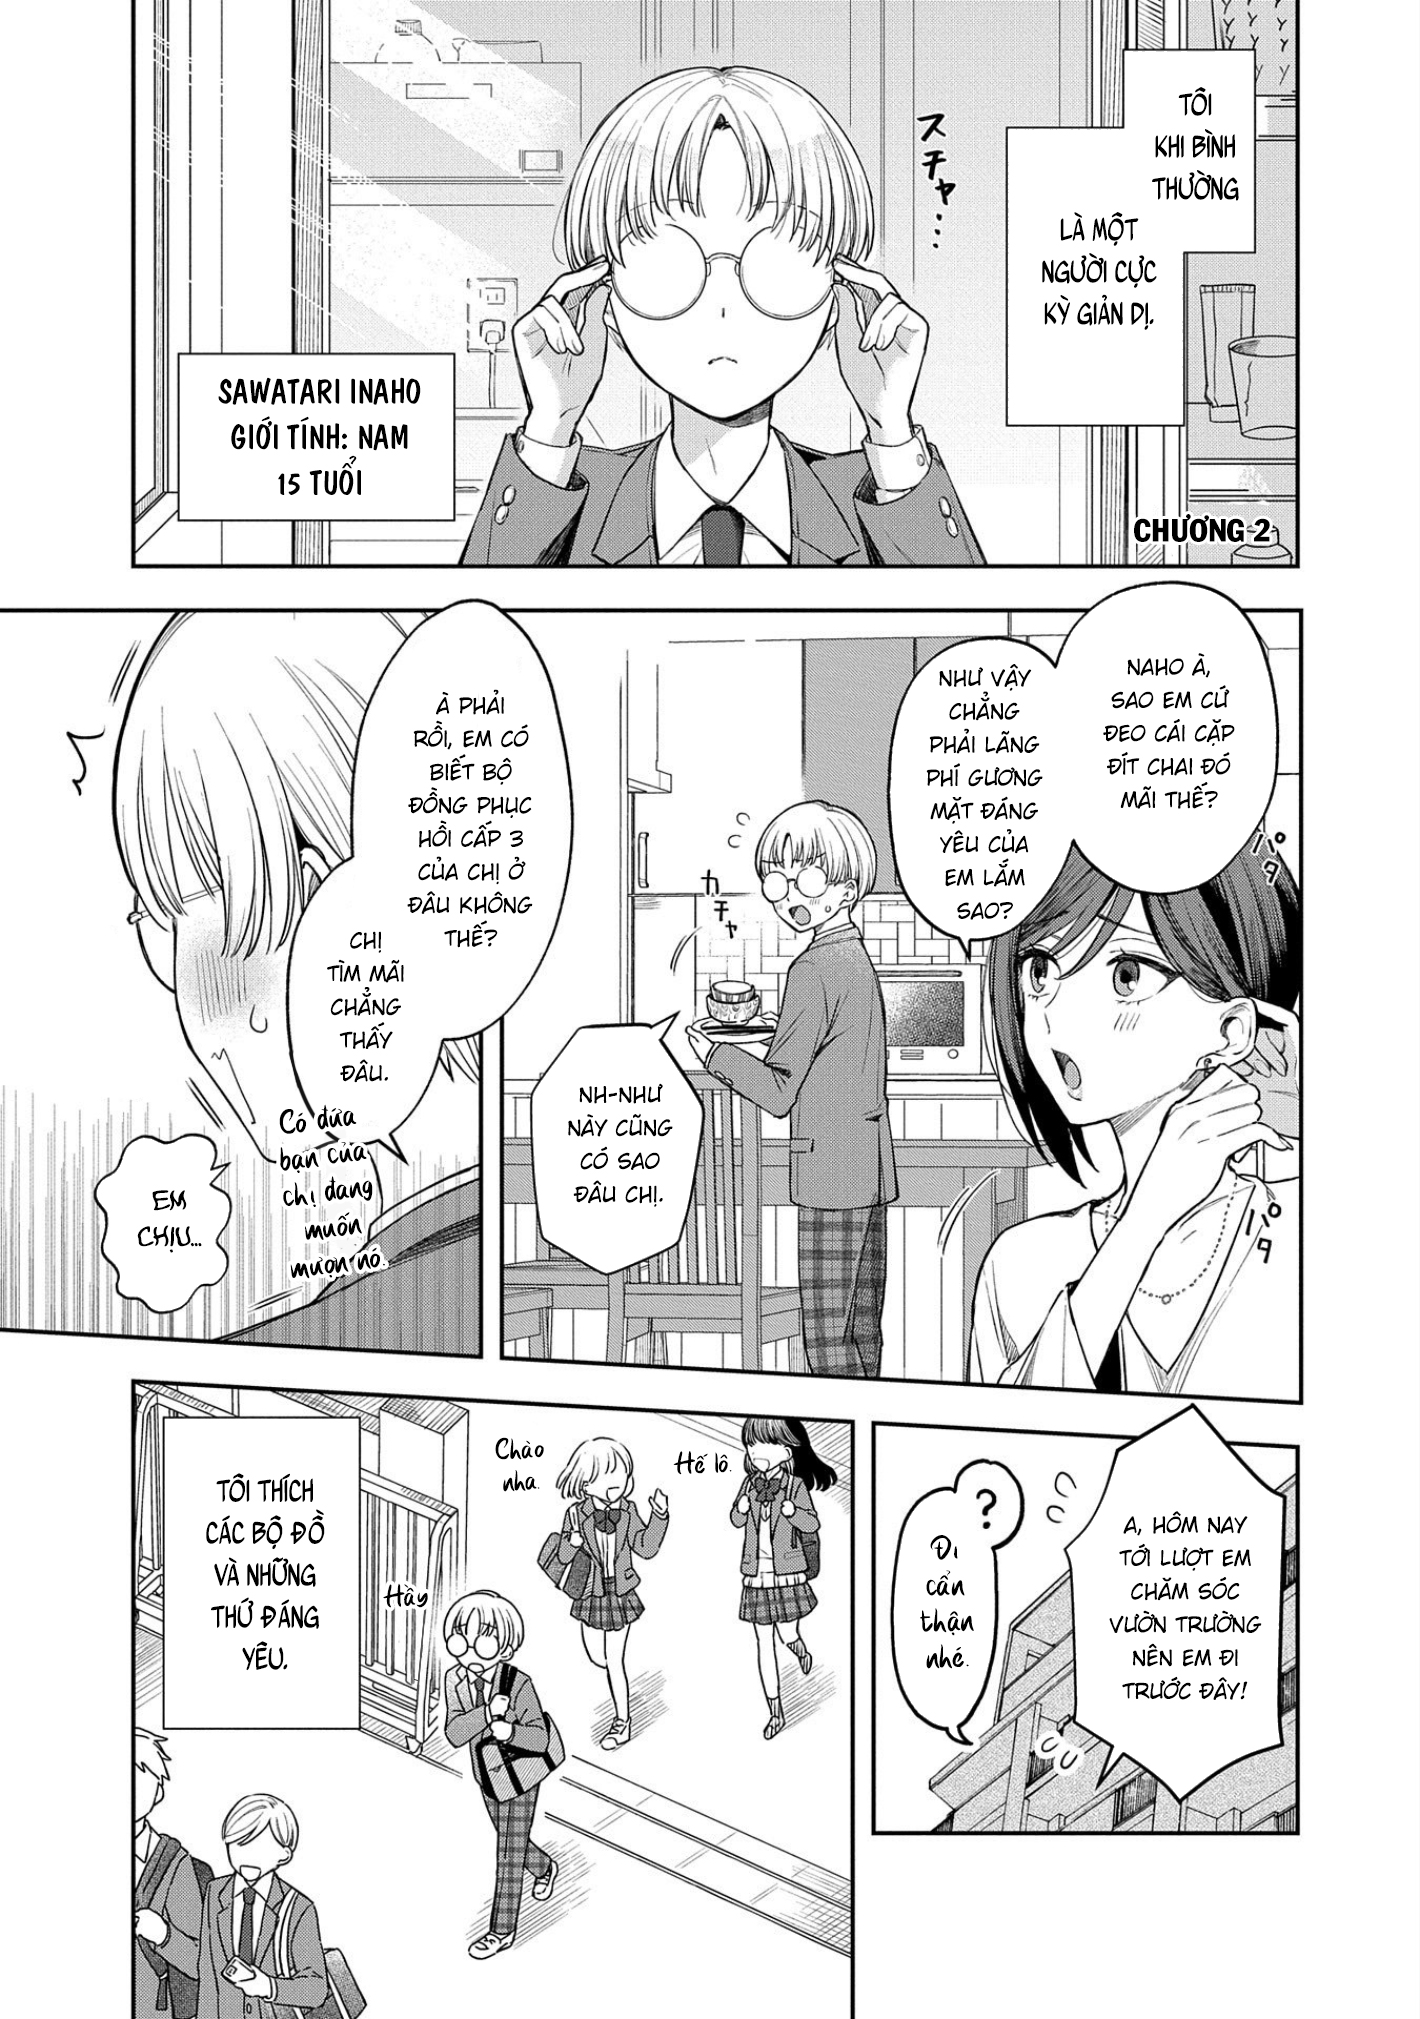 TÔI
KHI BÌNH
THƯỜNG
LÀ MỘT
NGƯỜI CỰC
KỲ GIẢN DỊ.
スチャ…
SAWATARI INAHO
GIỚI TÍNH: NAM
15 TUỔI
CHƯƠNG 2
NAHO À,
SAO EM CỨ
ĐEO CÁI CẶP
ĐÍT CHAI ĐÓ
MÃI THẾ?
NHƯ VẬY
CHẲNG
PHẢI LÃNG
PHÍ GƯƠNG
MẶT ĐÁNG
YÊU CỦA
EM LẮM
SAO?
パタ
パタ
カチャ
NH-NHƯ
NÀY CŨNG
CÓ SAO
ĐÂU CHỊ.
À PHẢI
RỒI, EM CÓ
BIẾT BỘ
ĐỒNG PHỤC
HỒI CẤP 3
CỦA CHỊ Ở
ĐÂU KHÔNG
THẾ?
CHỊ
TÌM MÃI
CHẲNG
THẤY
ĐÂU.
Có đứa
bạn của
chị đang
muốn
mượn nó.
EM
CHỊU...
A, HÔM NAY
TỚI LƯỢT EM
CHĂM SÓC
VƯỜN TRƯỜNG
NÊN EM ĐI
TRƯỚC ĐÂY!
?
Đi
cẩn
thận
nhé.
Hế lô.
Chào
nha.
Hầy
TÔI THÍCH
CÁC BỘ ĐỒ
VÀ NHỮNG
THỨ ĐÁNG
YÊU.